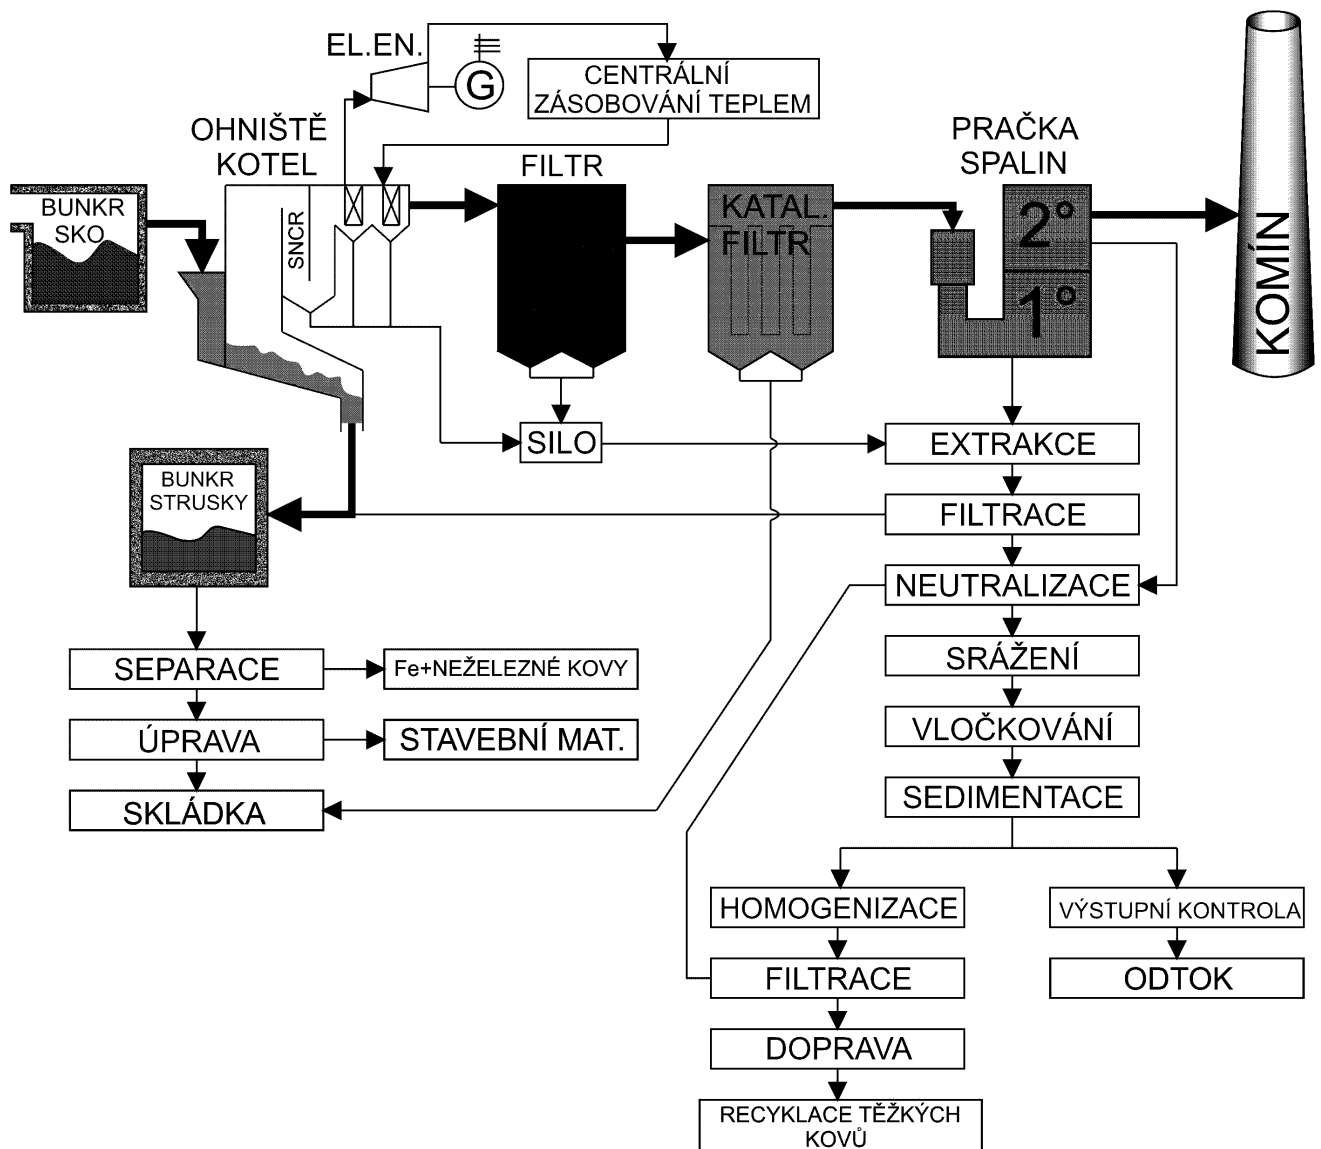 EL.EN.
G
CENTRÁLNÍ
ZÁSOBOVÁNÍ TEPLEM
OHNIŠTĚ
KOTEL
FILTR
PRAČKA
SPALIN
BUNKR
SKO
SNCR
KATAL.
FILTR
2°
1°
KOMÍN
SILO
EXTRAKCE
BUNKR
STRUSKY
FILTRACE
NEUTRALIZACE
SEPARACE
Fe+NEŽELEZNÉ KOVY
SRÁŽENÍ
ÚPRAVA
STAVEBNÍ MAT.
VLOČKOVÁNÍ
SKLÁDKA
SEDIMENTACE
HOMOGENIZACE
VÝSTUPNÍ KONTROLA
FILTRACE
ODTOK
DOPRAVA
RECYKLACE TĚŽKÝCH
KOVŮ